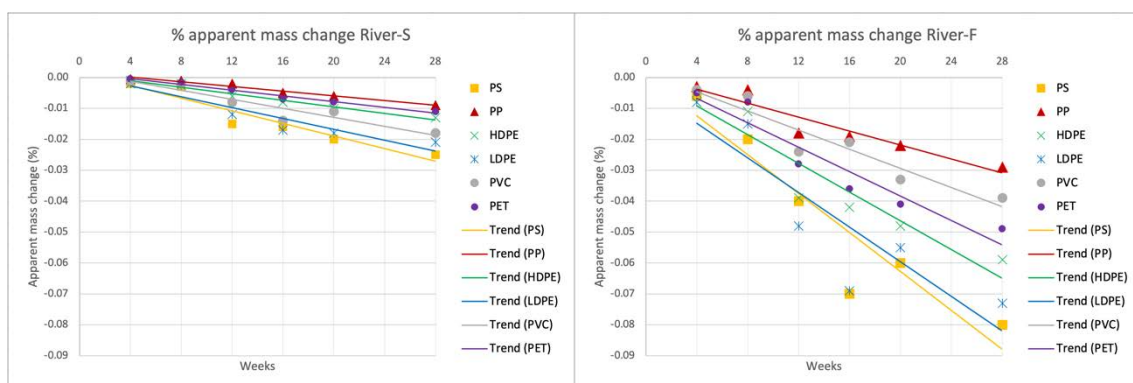 % apparent mass change River-S
0 4 8 12 16 20 24 28
0.00
-0.01
-0.02
-0.03
-0.04
-0.05
-0.06
-0.07
-0.08
-0.09
Apparent mass change (%)
Weeks
PS
PP
HDPE
LDPE
PVC
PET
Trend (PS)
Trend (PP)
Trend (HDPE)
Trend (LDPE)
Trend (PVC)
Trend (PET)
% apparent mass change River-F
0 4 8 12 16 20 24 28
0.00
-0.01
-0.02
-0.03
-0.04
-0.05
-0.06
-0.07
-0.08
-0.09
Apparent mass change (%)
Weeks
PS
PP
HDPE
LDPE
PVC
PET
Trend (PS)
Trend (PP)
Trend (HDPE)
Trend (LDPE)
Trend (PVC)
Trend (PET)